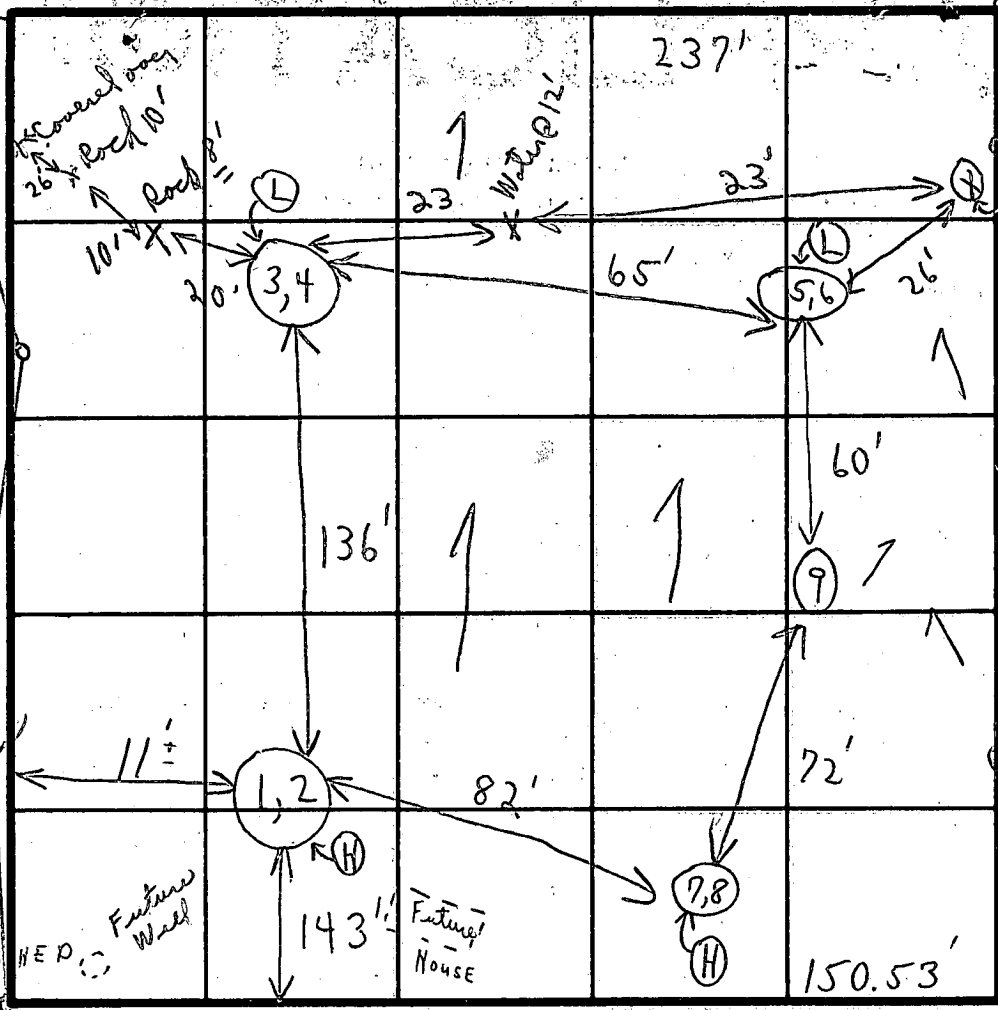 237'
Covered over
Rock 10'
26'
Rock 8'
10'
20'
L
3,4
23
Water@12'
23'
X
65'
L
5,6
26'
60'
136'
9
11' ±
1,2
82'
72'
H
7,8
H
Future
Well
143' ±
Future
House
150.53'